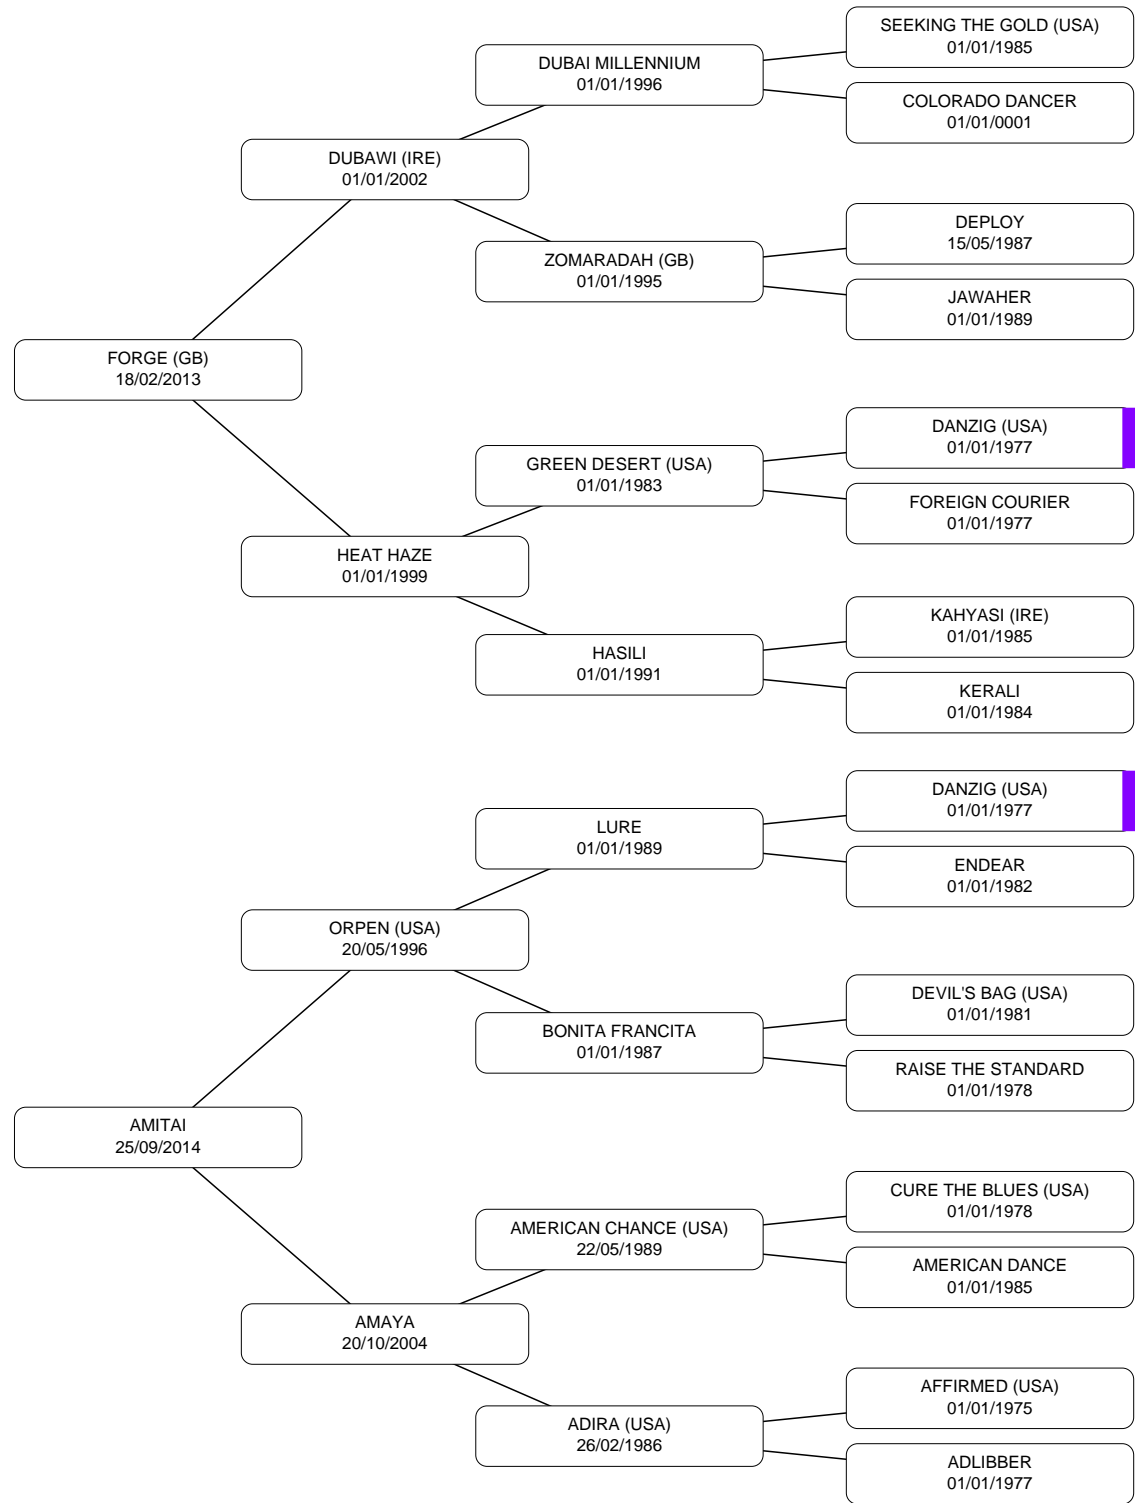 SEEKING THE GOLD (USA)
01/01/1985
DUBAI MILLENNIUM
01/01/1996
COLORADO DANCER
01/01/0001
DUBAWI (IRE)
01/01/2002
DEPLOY
15/05/1987
ZOMARADAH (GB)
01/01/1995
JAWAHER
01/01/1989
FORGE (GB)
18/02/2013
DANZIG (USA)
01/01/1977
GREEN DESERT (USA)
01/01/1983
FOREIGN COURIER
01/01/1977
HEAT HAZE
01/01/1999
KAHYASI (IRE)
01/01/1985
HASILI
01/01/1991
KERALI
01/01/1984
DANZIG (USA)
01/01/1977
LURE
01/01/1989
ENDEAR
01/01/1982
ORPEN (USA)
20/05/1996
DEVIL'S BAG (USA)
01/01/1981
BONITA FRANCITA
01/01/1987
RAISE THE STANDARD
01/01/1978
AMITAI
25/09/2014
CURE THE BLUES (USA)
01/01/1978
AMERICAN CHANCE (USA)
22/05/1989
AMERICAN DANCE
01/01/1985
AMAYA
20/10/2004
AFFIRMED (USA)
01/01/1975
ADIRA (USA)
26/02/1986
ADLIBBER
01/01/1977